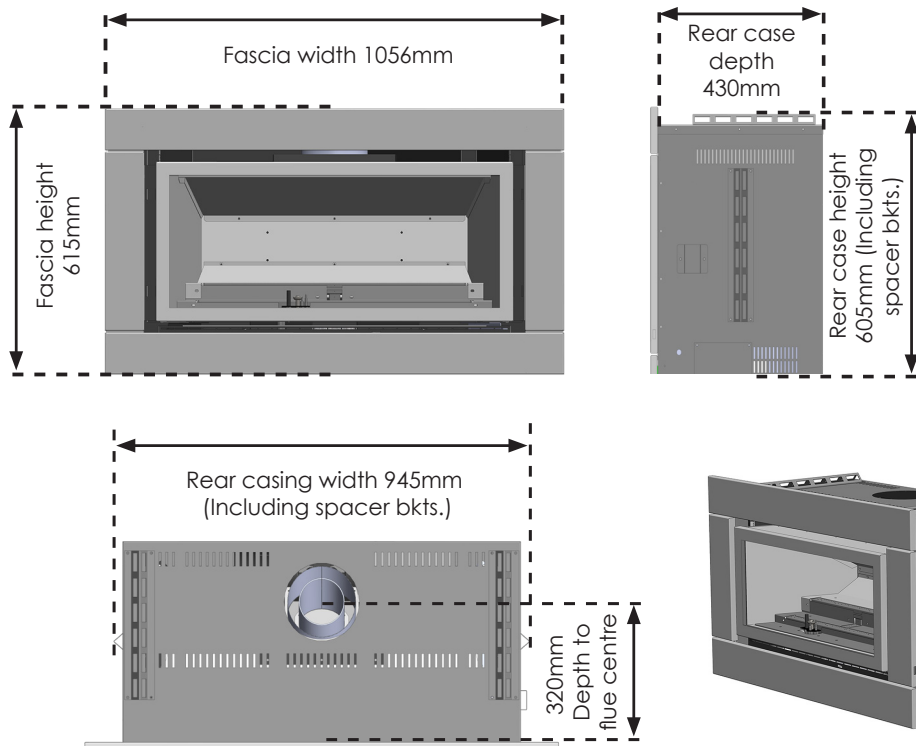 Fascia width 1056mm
Rear case
depth
430mm
Fascia height
615mm
Rear case height
605mm (Including
spacer bkts.)
Rear casing width 945mm
(Including spacer bkts.)
320mm
Depth to
flue centre